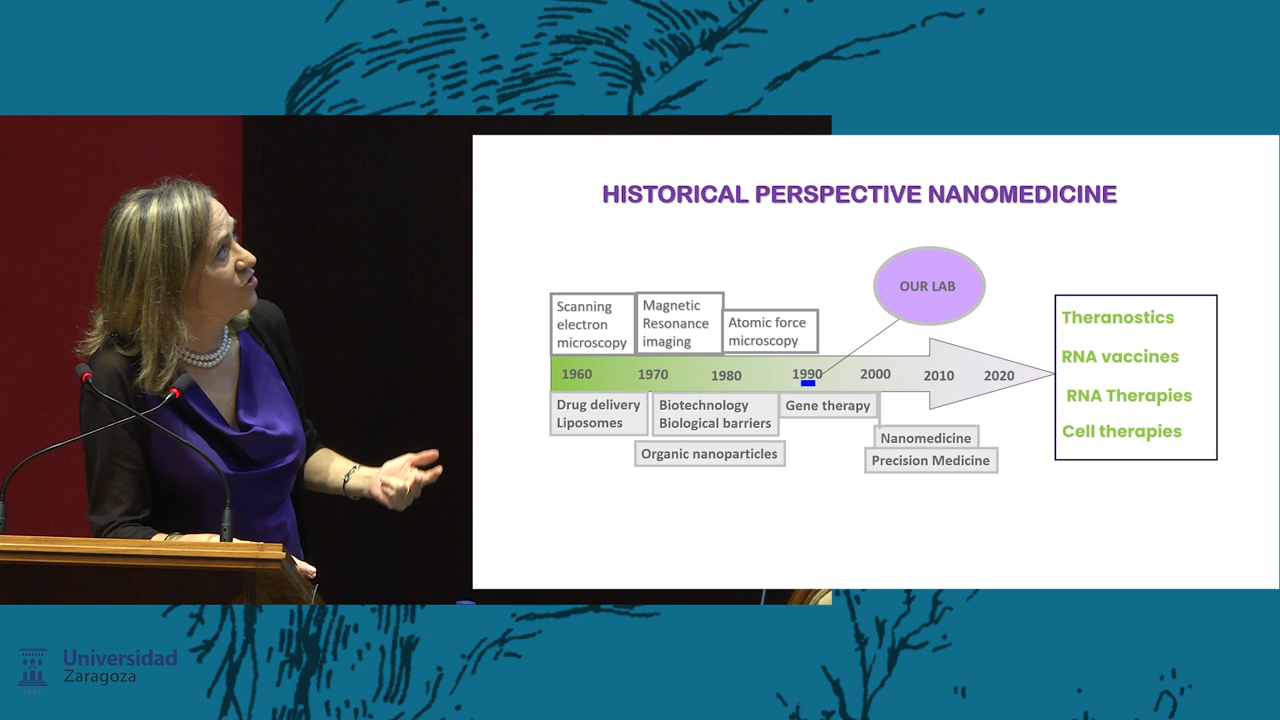 HISTORICAL PERSPECTIVE NANOMEDICINE
OUR LAB
Scanning
electron
microscopy
Magnetic
Resonance
imaging
Atomic force
microscopy
1960 1970 1980 1990 2000 2010 2020
Drug delivery
Liposomes
Biotechnology
Biological barriers
Gene therapy
Organic nanoparticles
Nanomedicine
Precision Medicine
Theranostics
RNA vaccines
RNA Therapies
Cell therapies
Universidad
Zaragoza